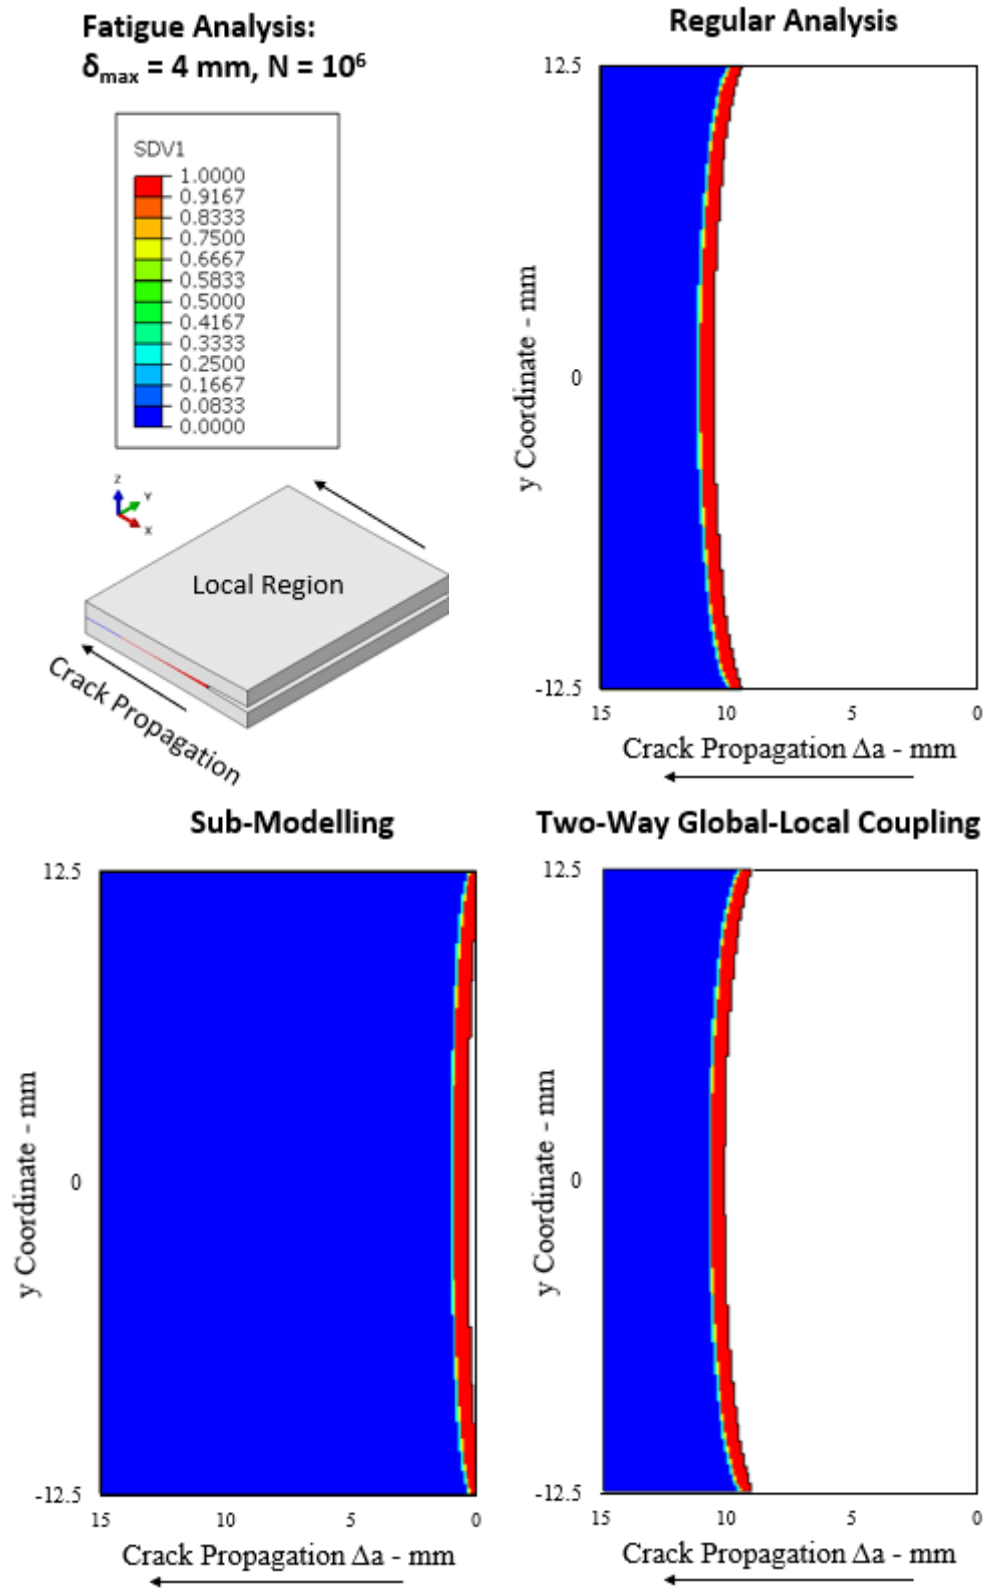 Fatigue Analysis:
δmax = 4 mm, N = 10⁶
SDV1
1.0000
0.9167
0.8333
0.7500
0.6667
0.5833
0.5000
0.4167
0.3333
0.2500
0.1667
0.0833
0.0000
Z
Y
X
Local Region
Crack Propagation
Regular Analysis
12.5
0
-12.5
y Coordinate - mm
15 10 5 0
Crack Propagation Δa - mm
Sub-Modelling
12.5
0
-12.5
y Coordinate - mm
15 10 5 0
Crack Propagation Δa - mm
Two-Way Global-Local Coupling
12.5
0
-12.5
y Coordinate - mm
15 10 5 0
Crack Propagation Δa - mm